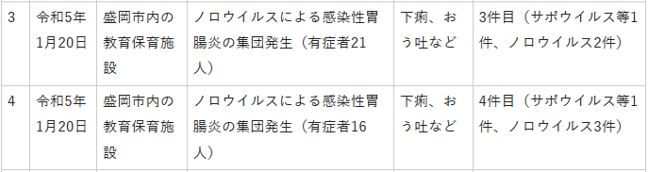 3
令和5年
1月20日
盛岡市内の
教育保育施
設
ノロウイルスによる感染性胃
腸炎の集団発生（有症者21
人）
下痢、お
う吐など
3件目（サポウイルス等1
件、ノロウイルス2件）
4
令和5年
1月20日
盛岡市内の
教育保育施
設
ノロウイルスによる感染性胃
腸炎の集団発生（有症者16
人）
下痢、お
う吐など
4件目（サポウイルス等1
件、ノロウイルス3件）